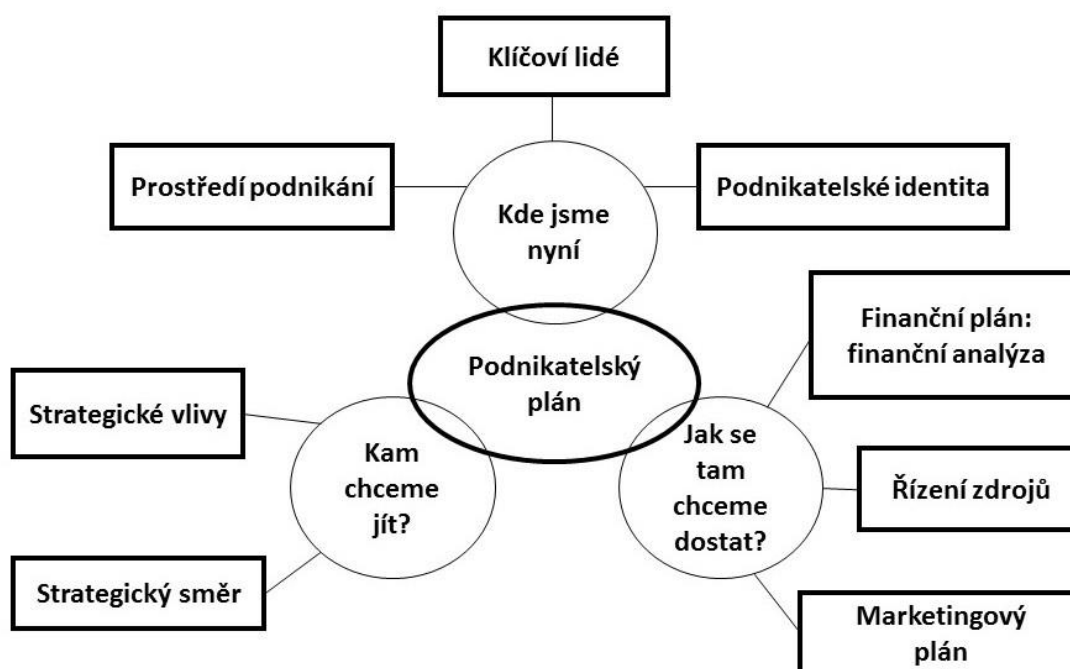 Klíčoví lidé
Prostředí podnikání
Podnikatelské identita
Kde jsme
nyní
Finanční plán:
finanční analýza
Podnikatelský
plán
Strategické vlivy
Kam
chceme
jít?
Jak se
tam
chceme
dostat?
Řízení zdrojů
Strategický směr
Marketingový
plán